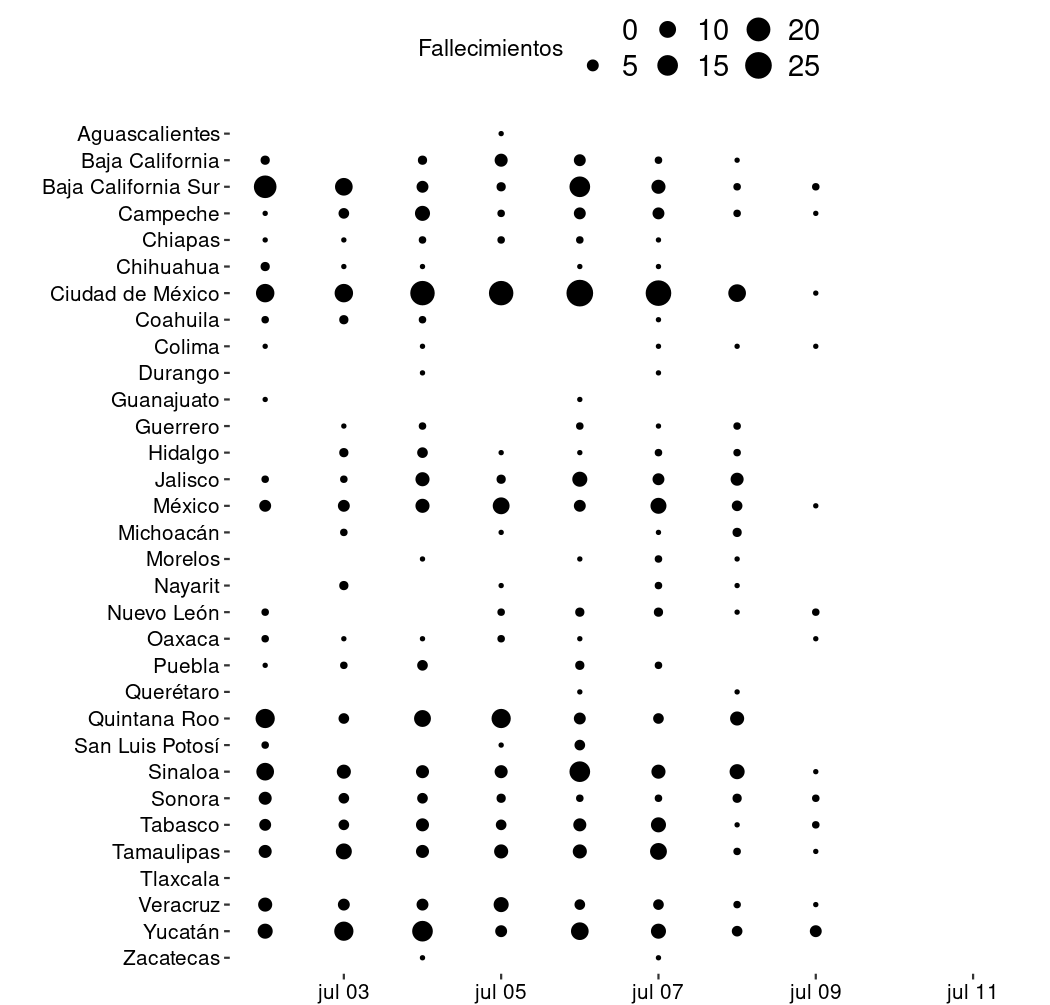 Fallecimientos
0 10 20
5 15 25
Aguascalientes
Baja California
Baja California Sur
Campeche
Chiapas
Chihuahua
Ciudad de México
Coahuila
Colima
Durango
Guanajuato
Guerrero
Hidalgo
Jalisco
México
Michoacán
Morelos
Nayarit
Nuevo León
Oaxaca
Puebla
Querétaro
Quintana Roo
San Luis Potosí
Sinaloa
Sonora
Tabasco
Tamaulipas
Tlaxcala
Veracruz
Yucatán
Zacatecas
jul 03 jul 05 jul 07 jul 09 jul 11